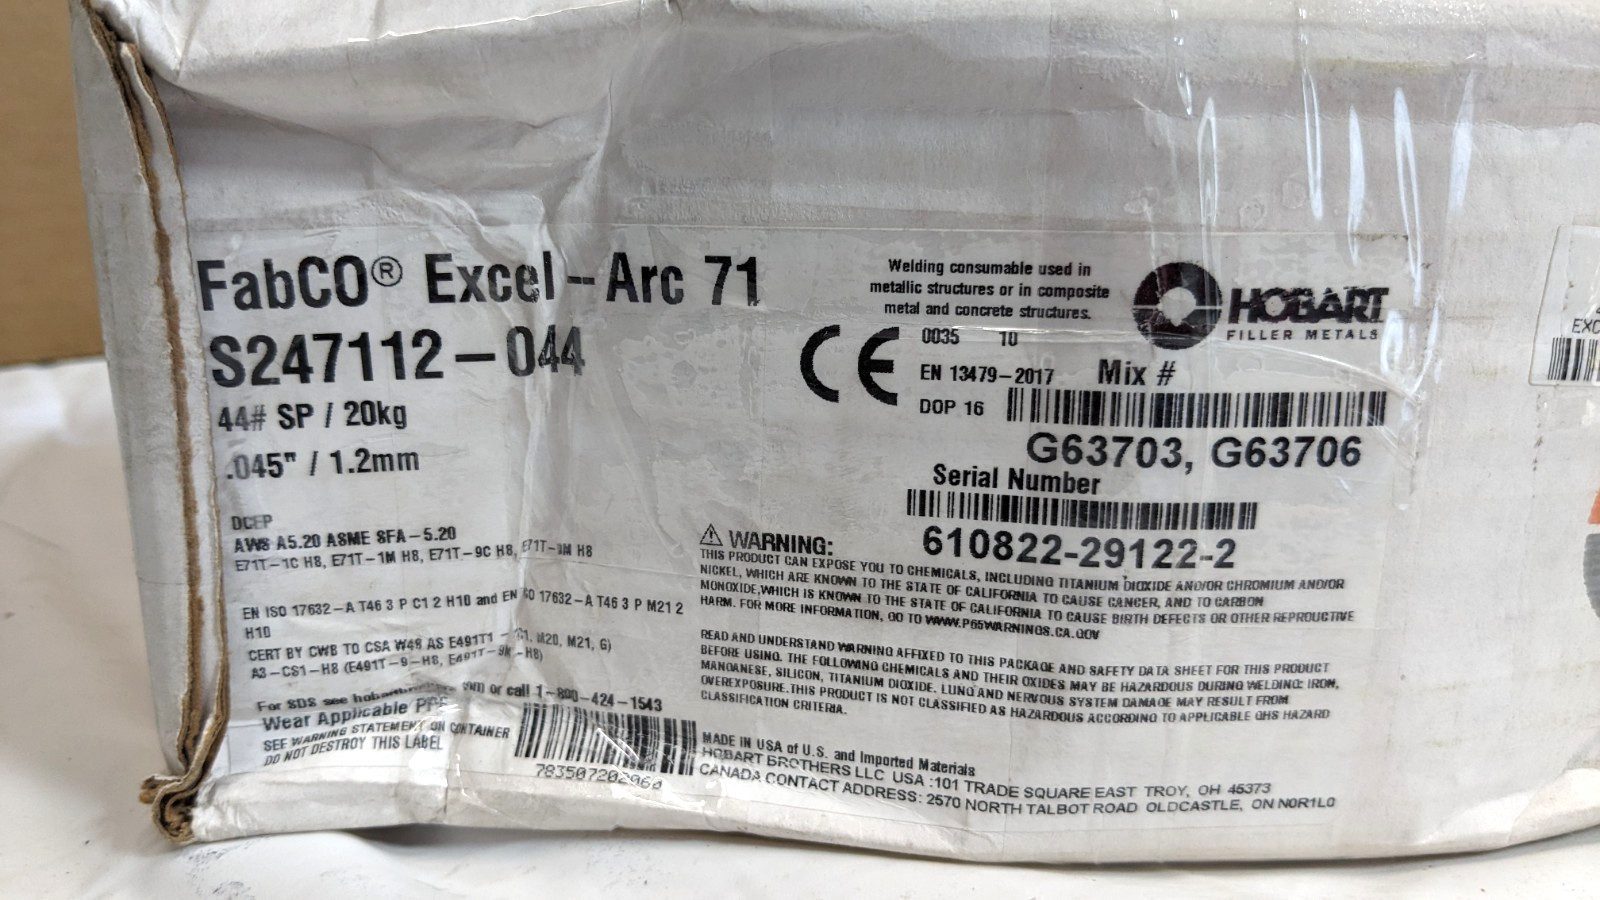 FabCO® Excel-Arc 71
S247112-044
44# SP / 20kg
.045" / 1.2mm
DCEP
AWS A5.20 ASME SFA-5.20
E71T-1C H8, E71T-1M H8, E71T-9C H8, E71T-9M H8
EN ISO 17632-A T46 3 P C1 2 H10 and EN ISO 17632-A T46 3 P M21 2
H10
CERT BY CWB TO CSA W48 AS E491T1 - M20, M21, G)
A3-CS1-H8 (E491T-9-H8, E491T-9M-H8)
For SDS see or call 1-800-424-1543
Wear Applicable PPE
SEE WARNING STATEMENT ON CONTAINER
DO NOT DESTROY THIS LABEL
783507202060
Welding consumable used in
metallic structures or in composite
metal and concrete structures.
HOBART
FILLER METALS
CE
0035 10
EN 13479-2017
DOP 16
Mix #
G63703, G63706
Serial Number
610822-29122-2
⚠ WARNING:
THIS PRODUCT CAN EXPOSE YOU TO CHEMICALS, INCLUDING TITANIUM DIOXIDE AND/OR CHROMIUM AND/OR
NICKEL, WHICH ARE KNOWN TO THE STATE OF CALIFORNIA TO CAUSE CANCER, AND TO CARBON
MONOXIDE,WHICH IS KNOWN TO THE STATE OF CALIFORNIA TO CAUSE BIRTH DEFECTS OR OTHER REPRODUCTIVE
HARM. FOR MORE INFORMATION, GO TO WWW.P65WARNINGS.CA.GOV
READ AND UNDERSTAND WARNING AFFIXED TO THIS PACKAGE AND SAFETY DATA SHEET FOR THIS PRODUCT
BEFORE USING. THE FOLLOWING CHEMICALS AND THEIR OXIDES MAY BE HAZARDOUS DURING WELDING: IRON,
MANGANESE, SILICON, TITANIUM DIOXIDE. LUNG AND NERVOUS SYSTEM DAMAGE MAY RESULT FROM
OVEREXPOSURE.THIS PRODUCT IS NOT CLASSIFIED AS HAZARDOUS ACCORDING TO APPLICABLE GHS HAZARD
CLASSIFICATION CRITERIA.
MADE IN USA of U.S. and Imported Materials
HOBART BROTHERS LLC USA :101 TRADE SQUARE EAST TROY, OH 45373
CANADA CONTACT ADDRESS: 2570 NORTH TALBOT ROAD OLDCASTLE, ON N0R1L0
EXC